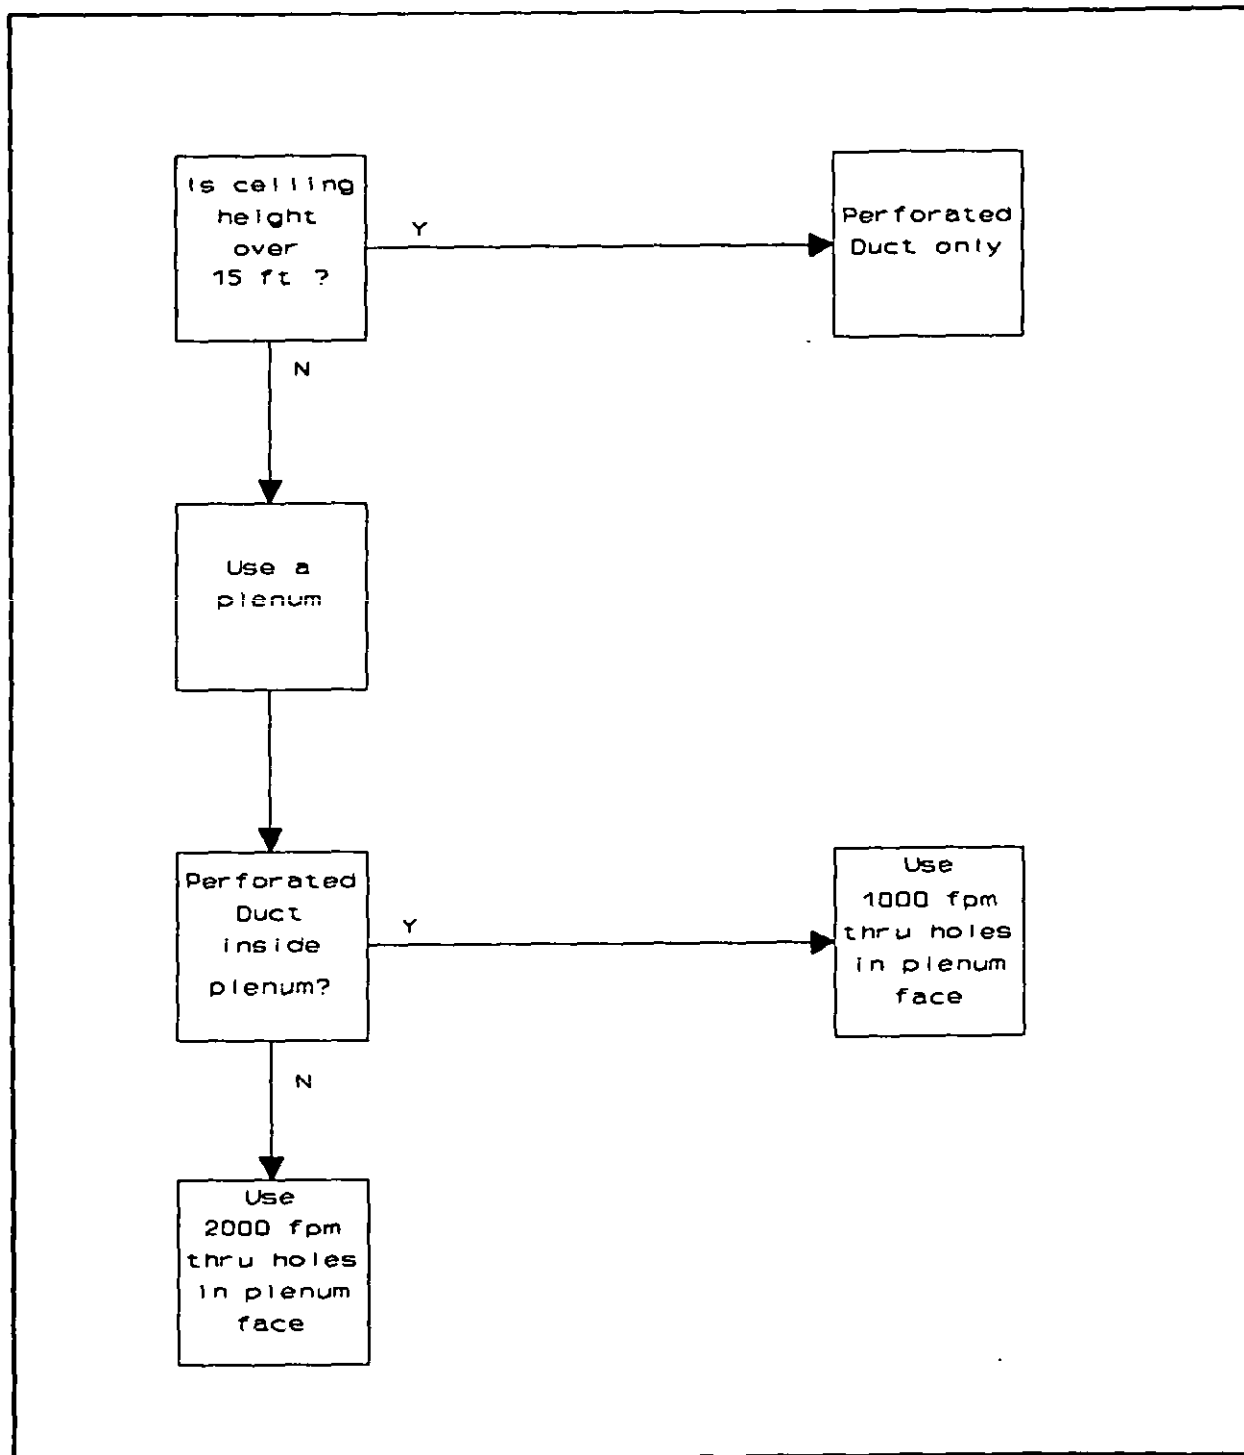 Is ceiling
height
over
15 ft ?
Y
Perforated
Duct only
N
Use a
plenum
Perforated
Duct
inside
plenum?
Y
Use
1000 fpm
thru holes
in plenum
face
N
Use
2000 fpm
thru holes
in plenum
face